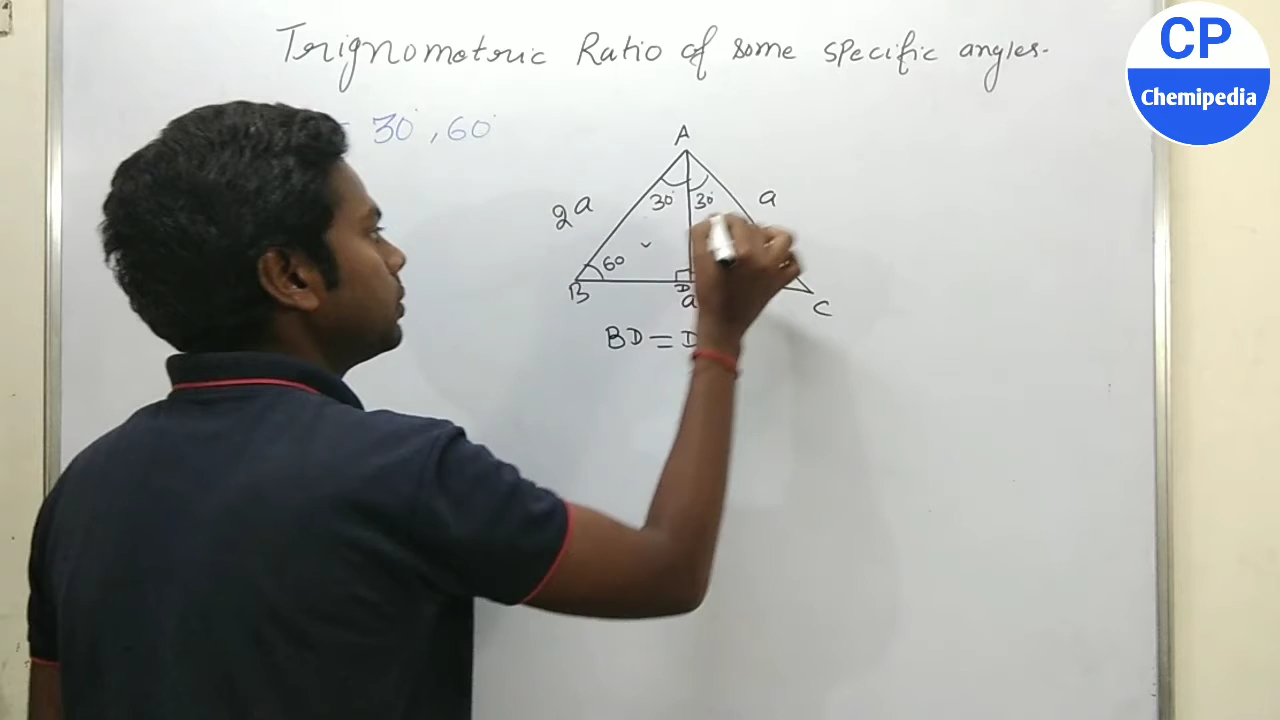 Trignometric Ratio of some specific angles.
CP
Chemipedia
30°, 60°
A
2a
30°
30°
a
60
B
D
a
C
BD = D